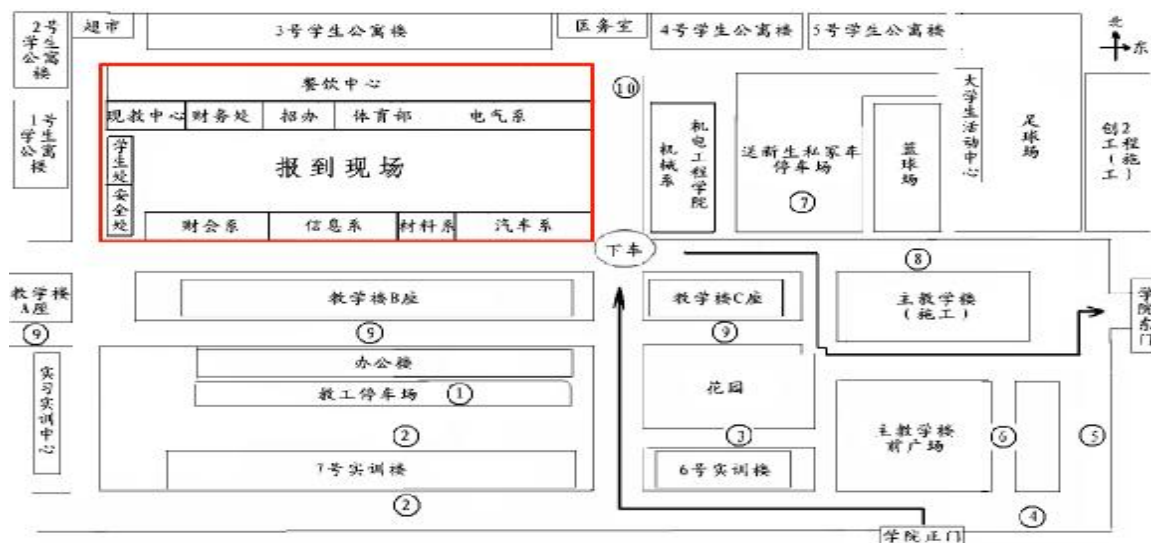 2号学生公寓楼
超市
3号学生公寓楼
医务室
4号学生公寓楼
5号学生公寓楼
北
东
餐饮中心
⑩
现教中心
财务处
招办
体育部
电气系
1号学生公寓楼
学生处
安全处
报到现场
机械系
机电工程学院
送新生私家车
停车场
⑦
篮球场
大学生活动中心
足球场
财会系
信息系
材料系
汽车系
下车
⑧
教学楼
A座
教学楼B座
教学楼C座
主教学楼
(施工)
学院东门
⑨
⑨
⑨
办公楼
教工停车场
①
花园
实习实训中心
②
③
主教学楼
前广场
⑥
⑤
7号实训楼
6号实训楼
②
④
学院正门